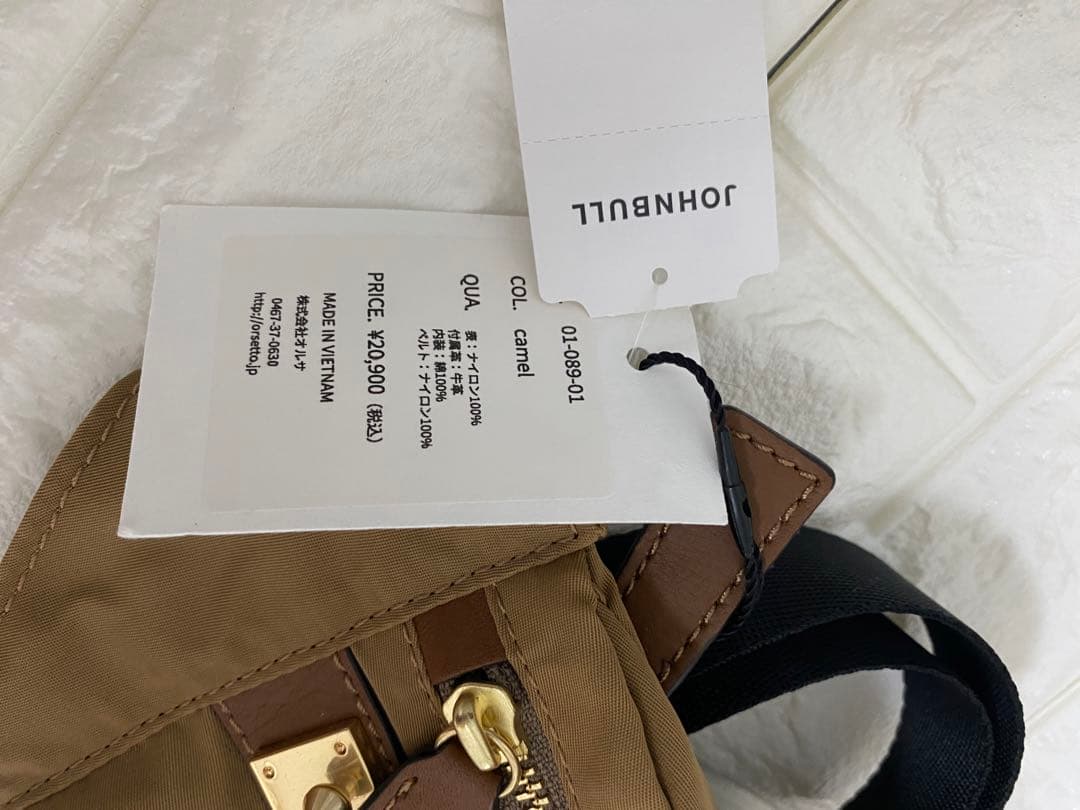 JOHNBULL
01-089-01
COL. camel
QUA. 表：ナイロン100%
付属革：牛革
内装：綿100%
ベルト：ナイロン100%
PRICE. ¥20,900（税込）
MADE IN VIETNAM
株式会社オルサ
0467-37-0630
http://orsetto.jp